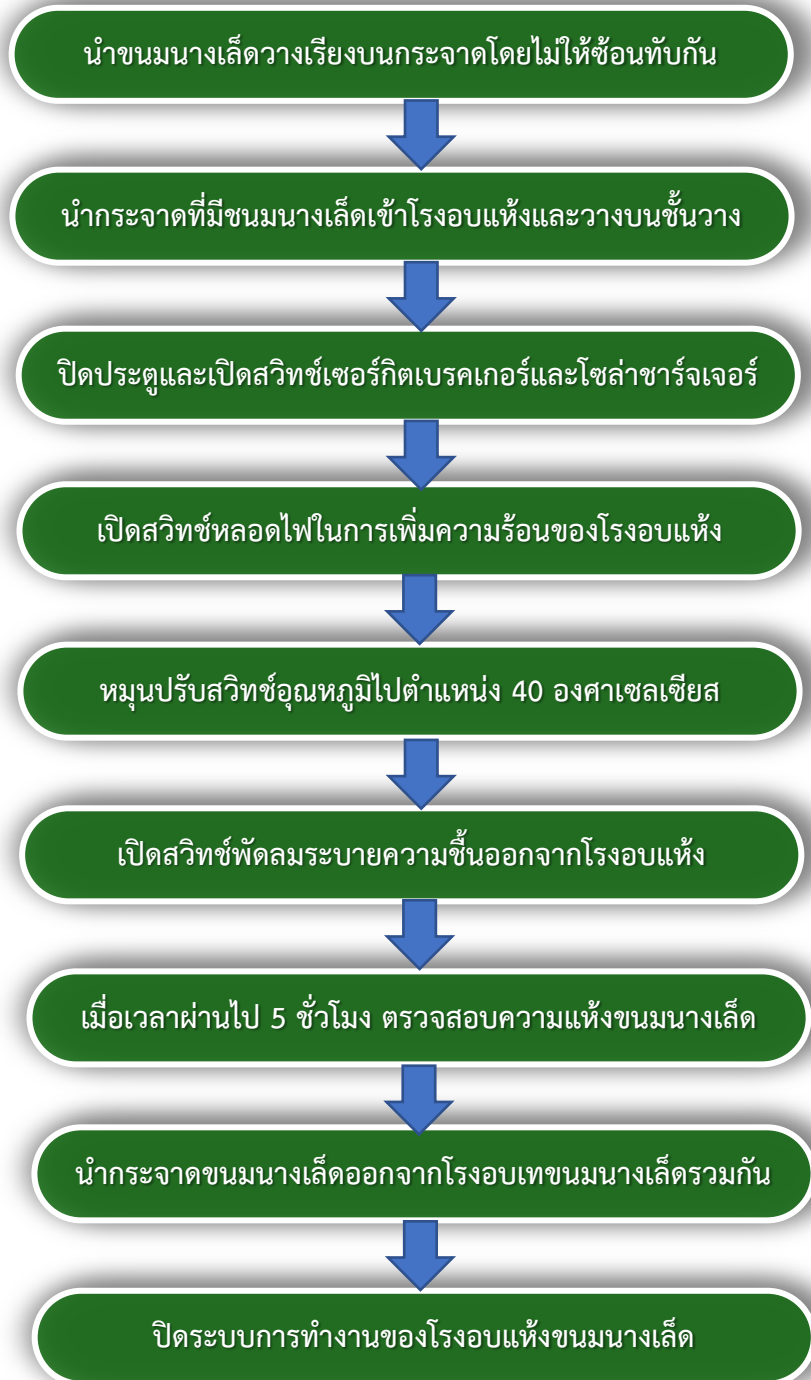 นำขนมนางเล็ดวางเรียงบนกระจาดโดยไม่ให้ซ้อนทับกัน
นำกระจาดที่มีชนมนางเล็ดเข้าโรงอบแห้งและวางบนชั้นวาง
ปิดประตูและเปิดสวิทช์เซอร์กิตเบรคเกอร์และโซล่าชาร์จเจอร์
เปิดสวิทช์หลอดไฟในการเพิ่มความร้อนของโรงอบแห้ง
หมุนปรับสวิทช์อุณหภูมิไปตำแหน่ง 40 องศาเซลเซียส
เปิดสวิทช์พัดลมระบายความชื้นออกจากโรงอบแห้ง
เมื่อเวลาผ่านไป 5 ชั่วโมง ตรวจสอบความแห้งขนมนางเล็ด
นำกระจาดขนมนางเล็ดออกจากโรงอบเทขนมนางเล็ดรวมกัน
ปิดระบบการทำงานของโรงอบแห้งขนมนางเล็ด